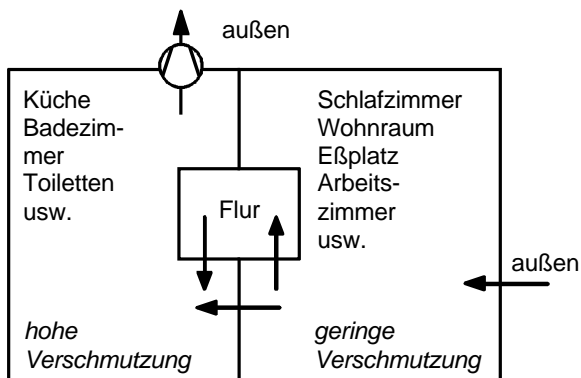 außen
Küche
Badezim-
mer
Toiletten
usw.
Schlafzimmer
Wohnraum
Eßplatz
Arbeits-
zimmer
usw.
Flur
außen
hohe
Verschmutzung
geringe
Verschmutzung